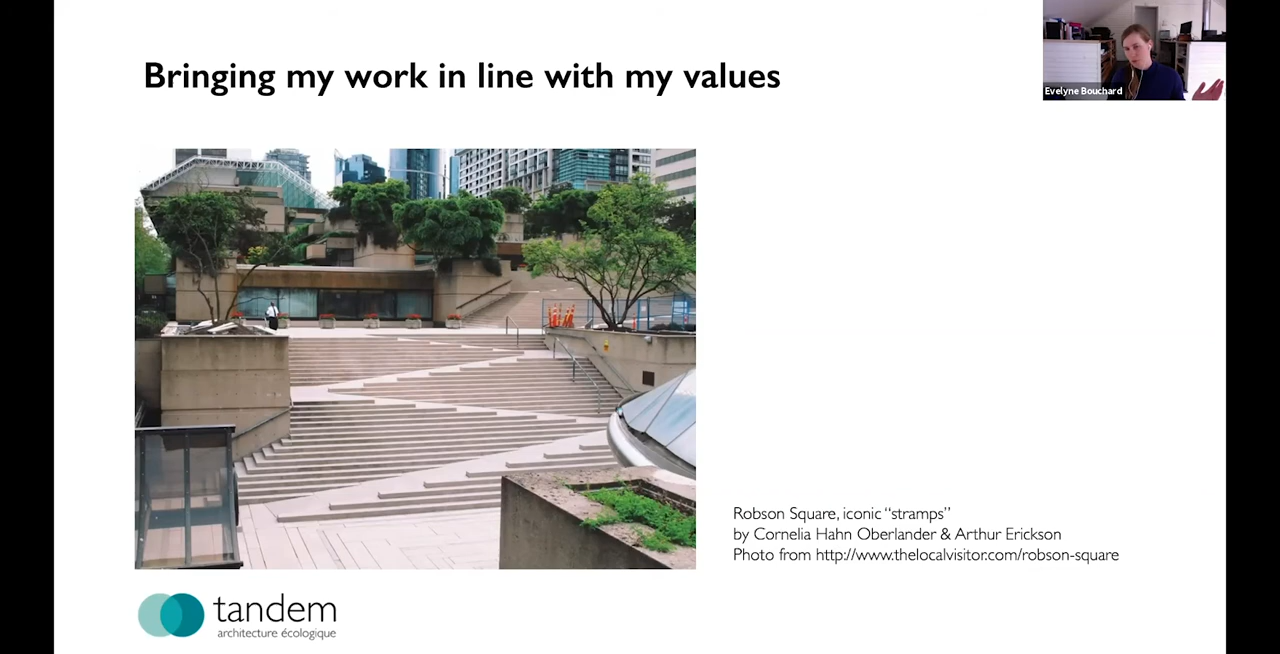 Bringing my work in line with my values
Evelyne Bouchard
Robson Square, iconic “stramps”
by Cornelia Hahn Oberlander & Arthur Erickson
Photo from http://www.thelocalvisitor.com/robson-square
tandem
architecture écologique